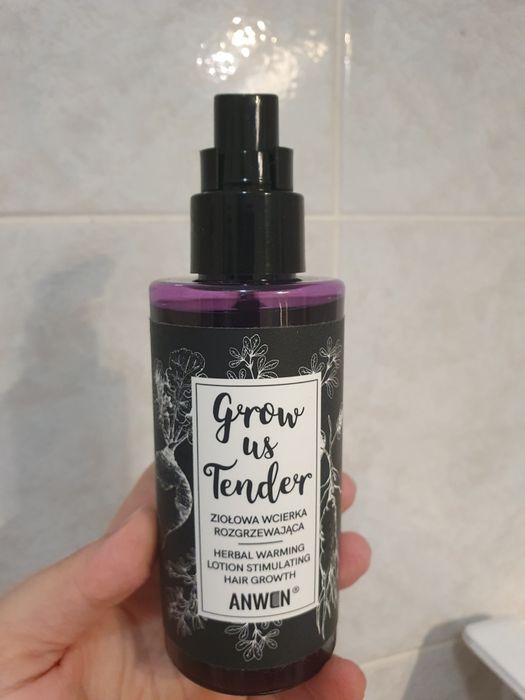 Grow
us
Tender
ZIOŁOWA WCIERKA
ROZGRZEWAJĄCA
HERBAL WARMING
LOTION STIMULATING
HAIR GROWTH
ANWEN®